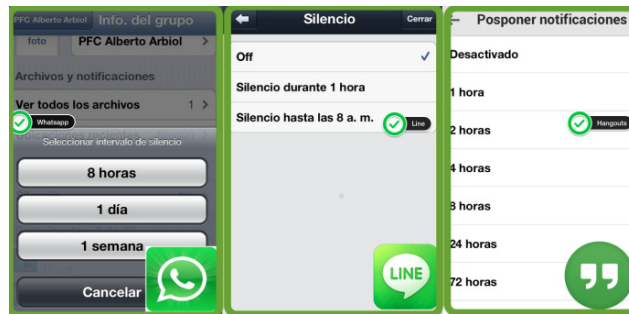 PFC Alberto Arbiol Info. del grupo
foto PFC Alberto Arbiol
Archivos y notificaciones
Ver todos los archivos 1
Whatsapp
Seleccionar intervalo de silencio
8 horas
1 día
1 semana
Cancelar
Silencio Cerrar
Off
Silencio durante 1 hora
Silencio hasta las 8 a. m.
Line
LINE
Posponer notificaciones
Desactivado
1 hora
2 horas
Hangouts
4 horas
8 horas
24 horas
72 horas